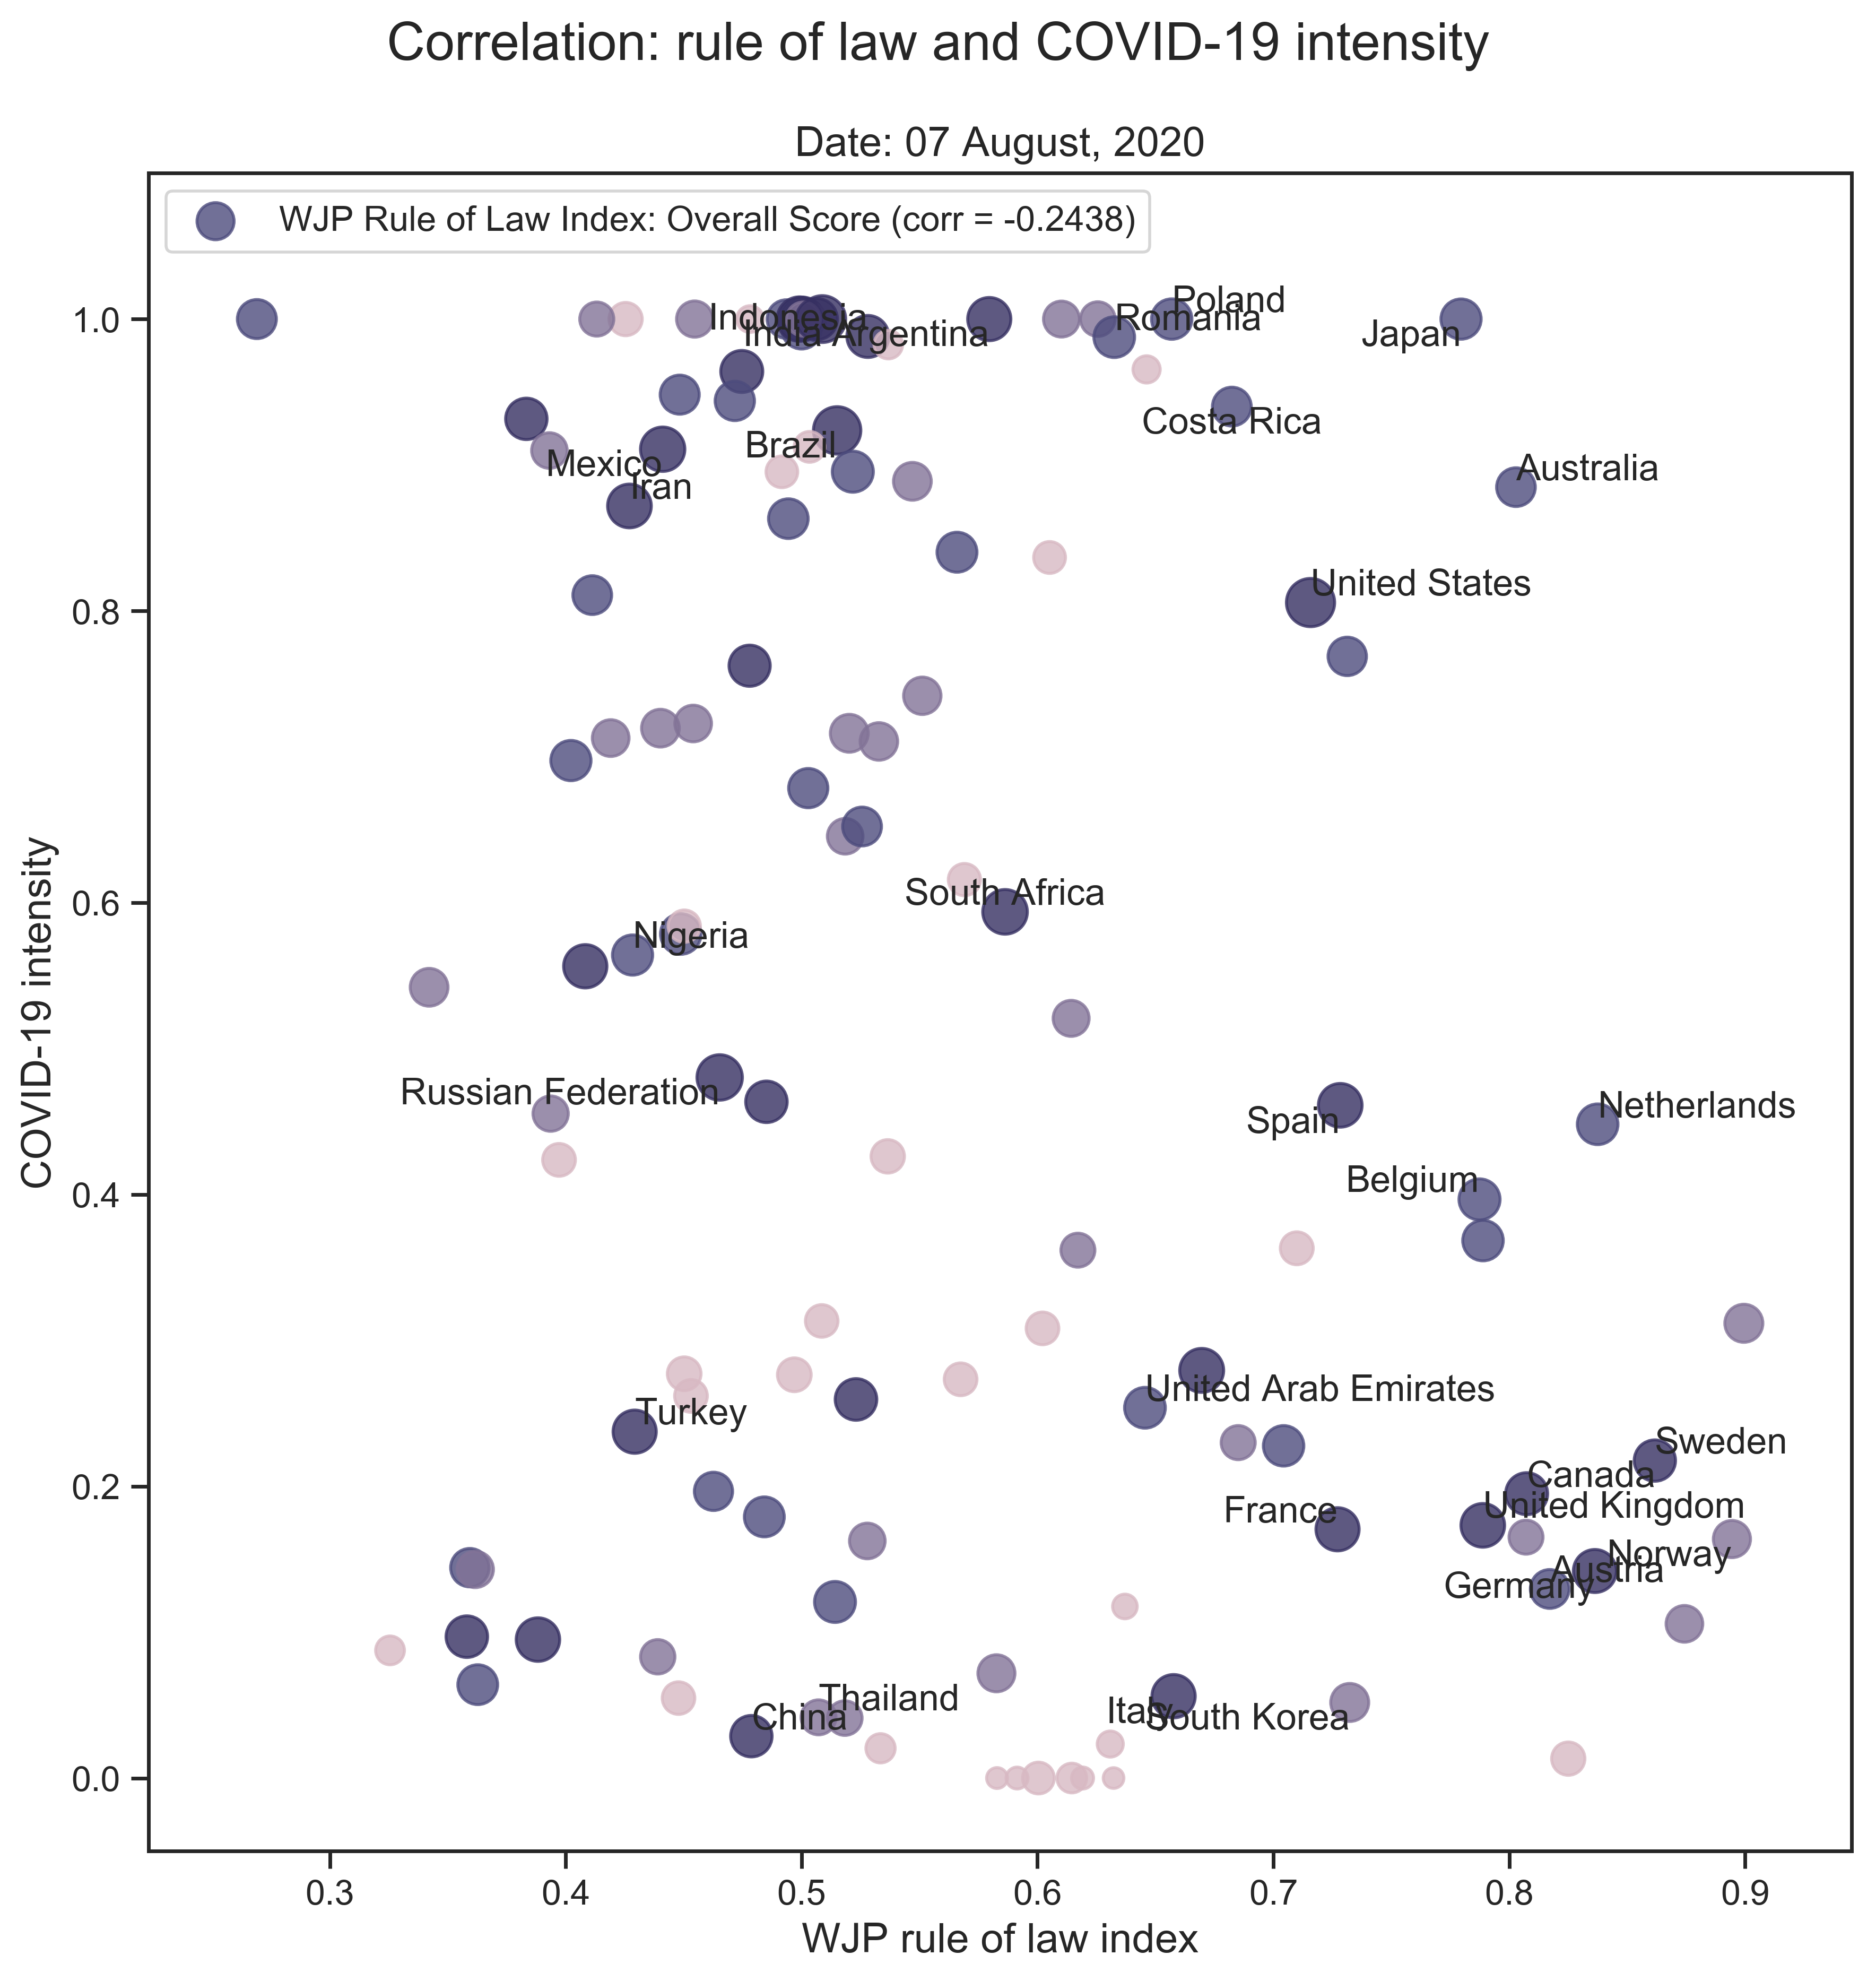 Correlation: rule of law and COVID-19 intensity
Date: 07 August, 2020
WJP Rule of Law Index: Overall Score (corr = -0.2438)
Poland
Indonesia
Romania
India
Argentina
Japan
Costa Rica
Brazil
Mexico
Australia
Iran
United States
South Africa
Nigeria
Russian Federation
Netherlands
Spain
Belgium
United Arab Emirates
Turkey
Sweden
Canada
United Kingdom
France
Norway
Austria
Germany
Thailand
Italy
China
South Korea
1.0
0.8
0.6
0.4
0.2
0.0
COVID-19 intensity
0.3 0.4 0.5 0.6 0.7 0.8 0.9
WJP rule of law index